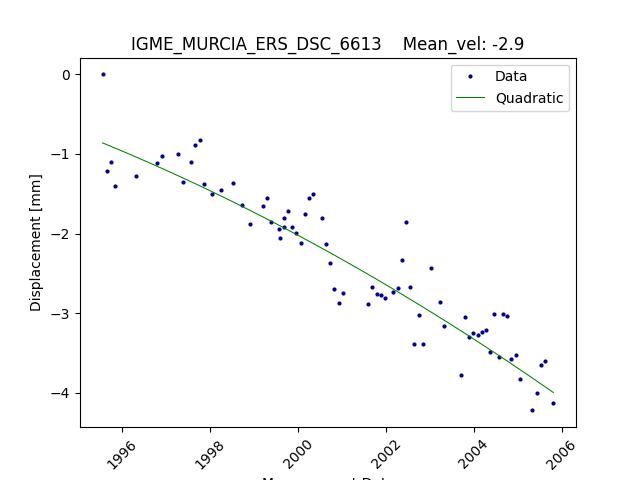 IGME_MURCIA_ERS_DSC_6613    Mean_vel: -2.9
Data
Quadratic
Displacement [mm]
0
−1
−2
−3
−4
1996
1998
2000
2002
2004
2006